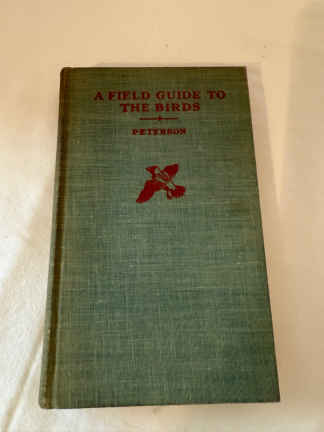 A FIELD GUIDE TO
THE BIRDS
PETERSON